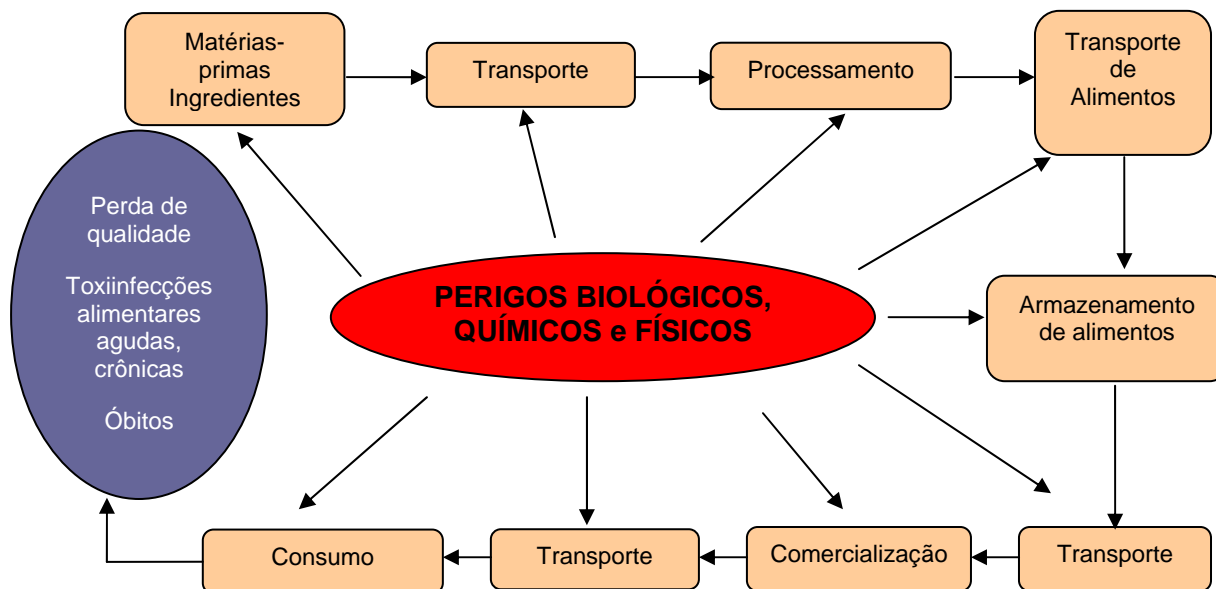 Matérias-
primas
Ingredientes
Transporte
Processamento
Transporte
de
Alimentos
Perda de
qualidade
Toxiinfecções
alimentares
agudas,
crônicas
Óbitos
PERIGOS BIOLÓGICOS,
QUÍMICOS e FÍSICOS
Armazenamento
de alimentos
Consumo
Transporte
Comercialização
Transporte